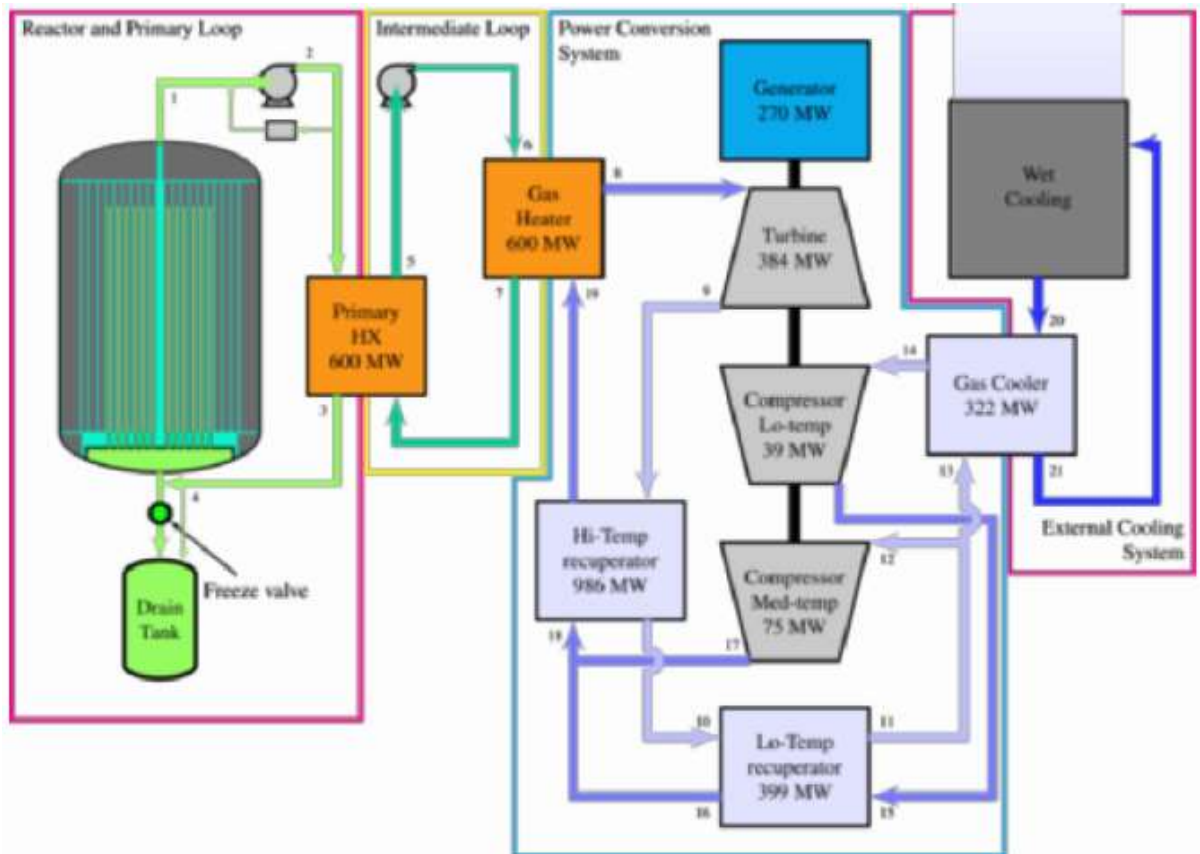 Reactor and Primary Loop
Intermediate Loop
Power Conversion
System
1
2
Generator
270 MW
6
8
Gas
Heater
600 MW
Wet
Cooling
Turbine
384 MW
5
7
19
9
20
Primary
HX
600 MW
14
Gas Cooler
322 MW
3
Compressor
Lo-temp
39 MW
13
21
4
External Cooling
System
Hi-Temp
recuperator
986 MW
12
Freeze valve
Compressor
Med-temp
75 MW
Drain
Tank
18
17
10
11
Lo-Temp
recuperator
399 MW
16
15